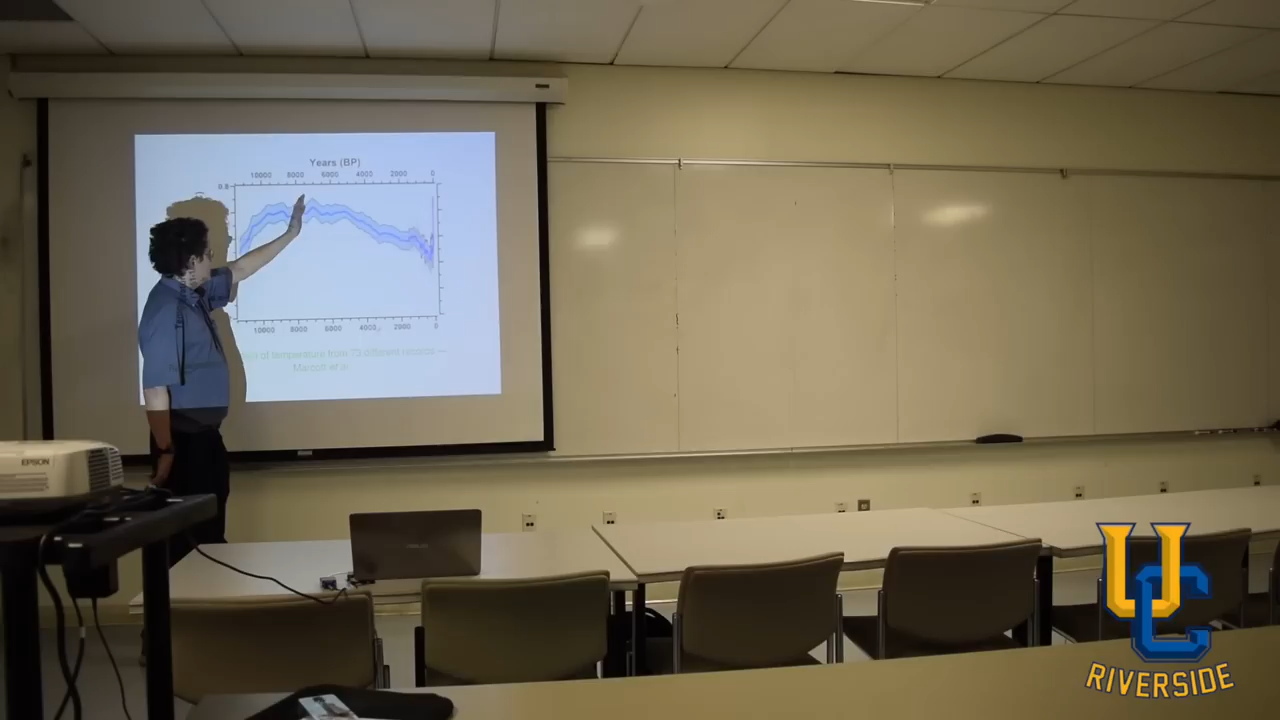 Years (BP)
10000 8000 6000 4000 2000 0
0.8
10000 8000 6000 4000 2000 0
of temperature from 73 different records —
Marcott et al
EPSON
UC
RIVERSIDE